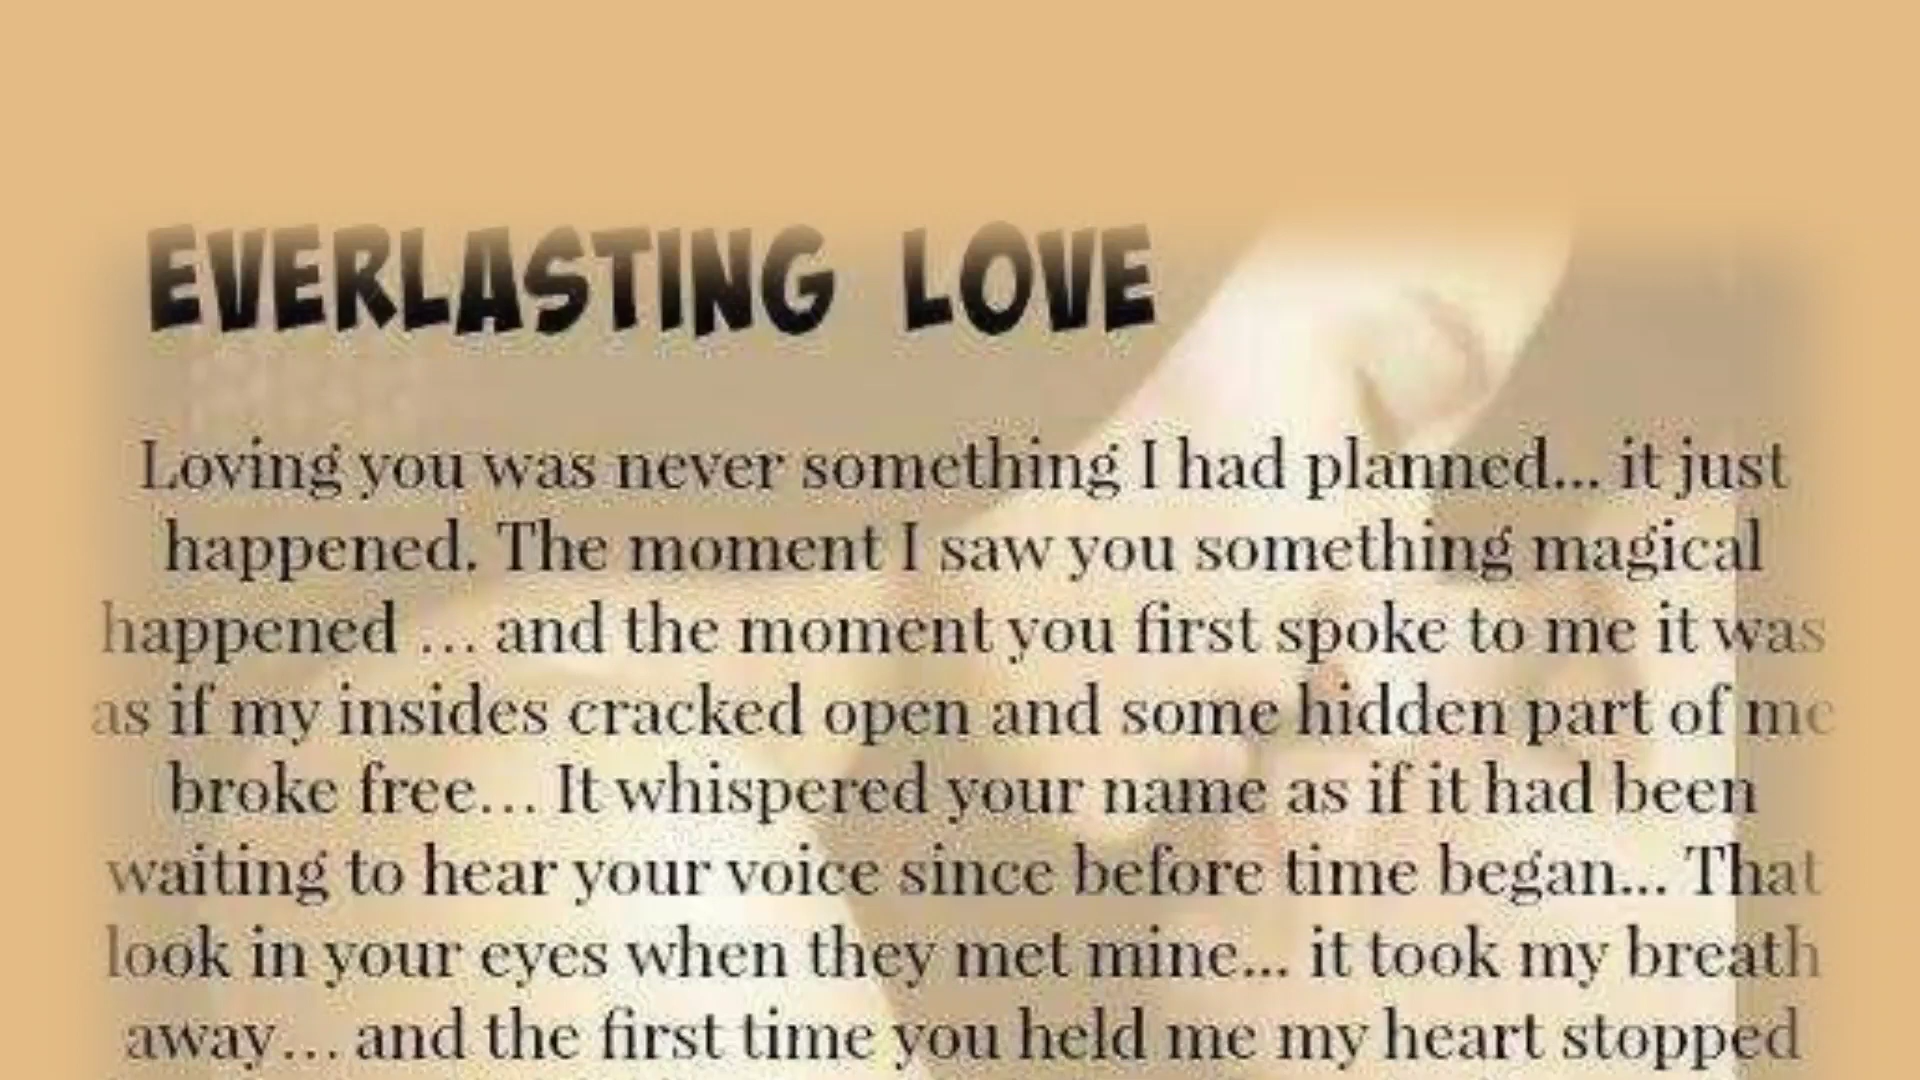 EVERLASTING LOVE
Loving you was never something I had planned... it just
happened. The moment I saw you something magical
happened ... and the moment you first spoke to me it was
as if my insides cracked open and some hidden part of me
broke free... It whispered your name as if it had been
waiting to hear your voice since before time began... That
look in your eyes when they met mine... it took my breath
away... and the first time you held me my heart stopped